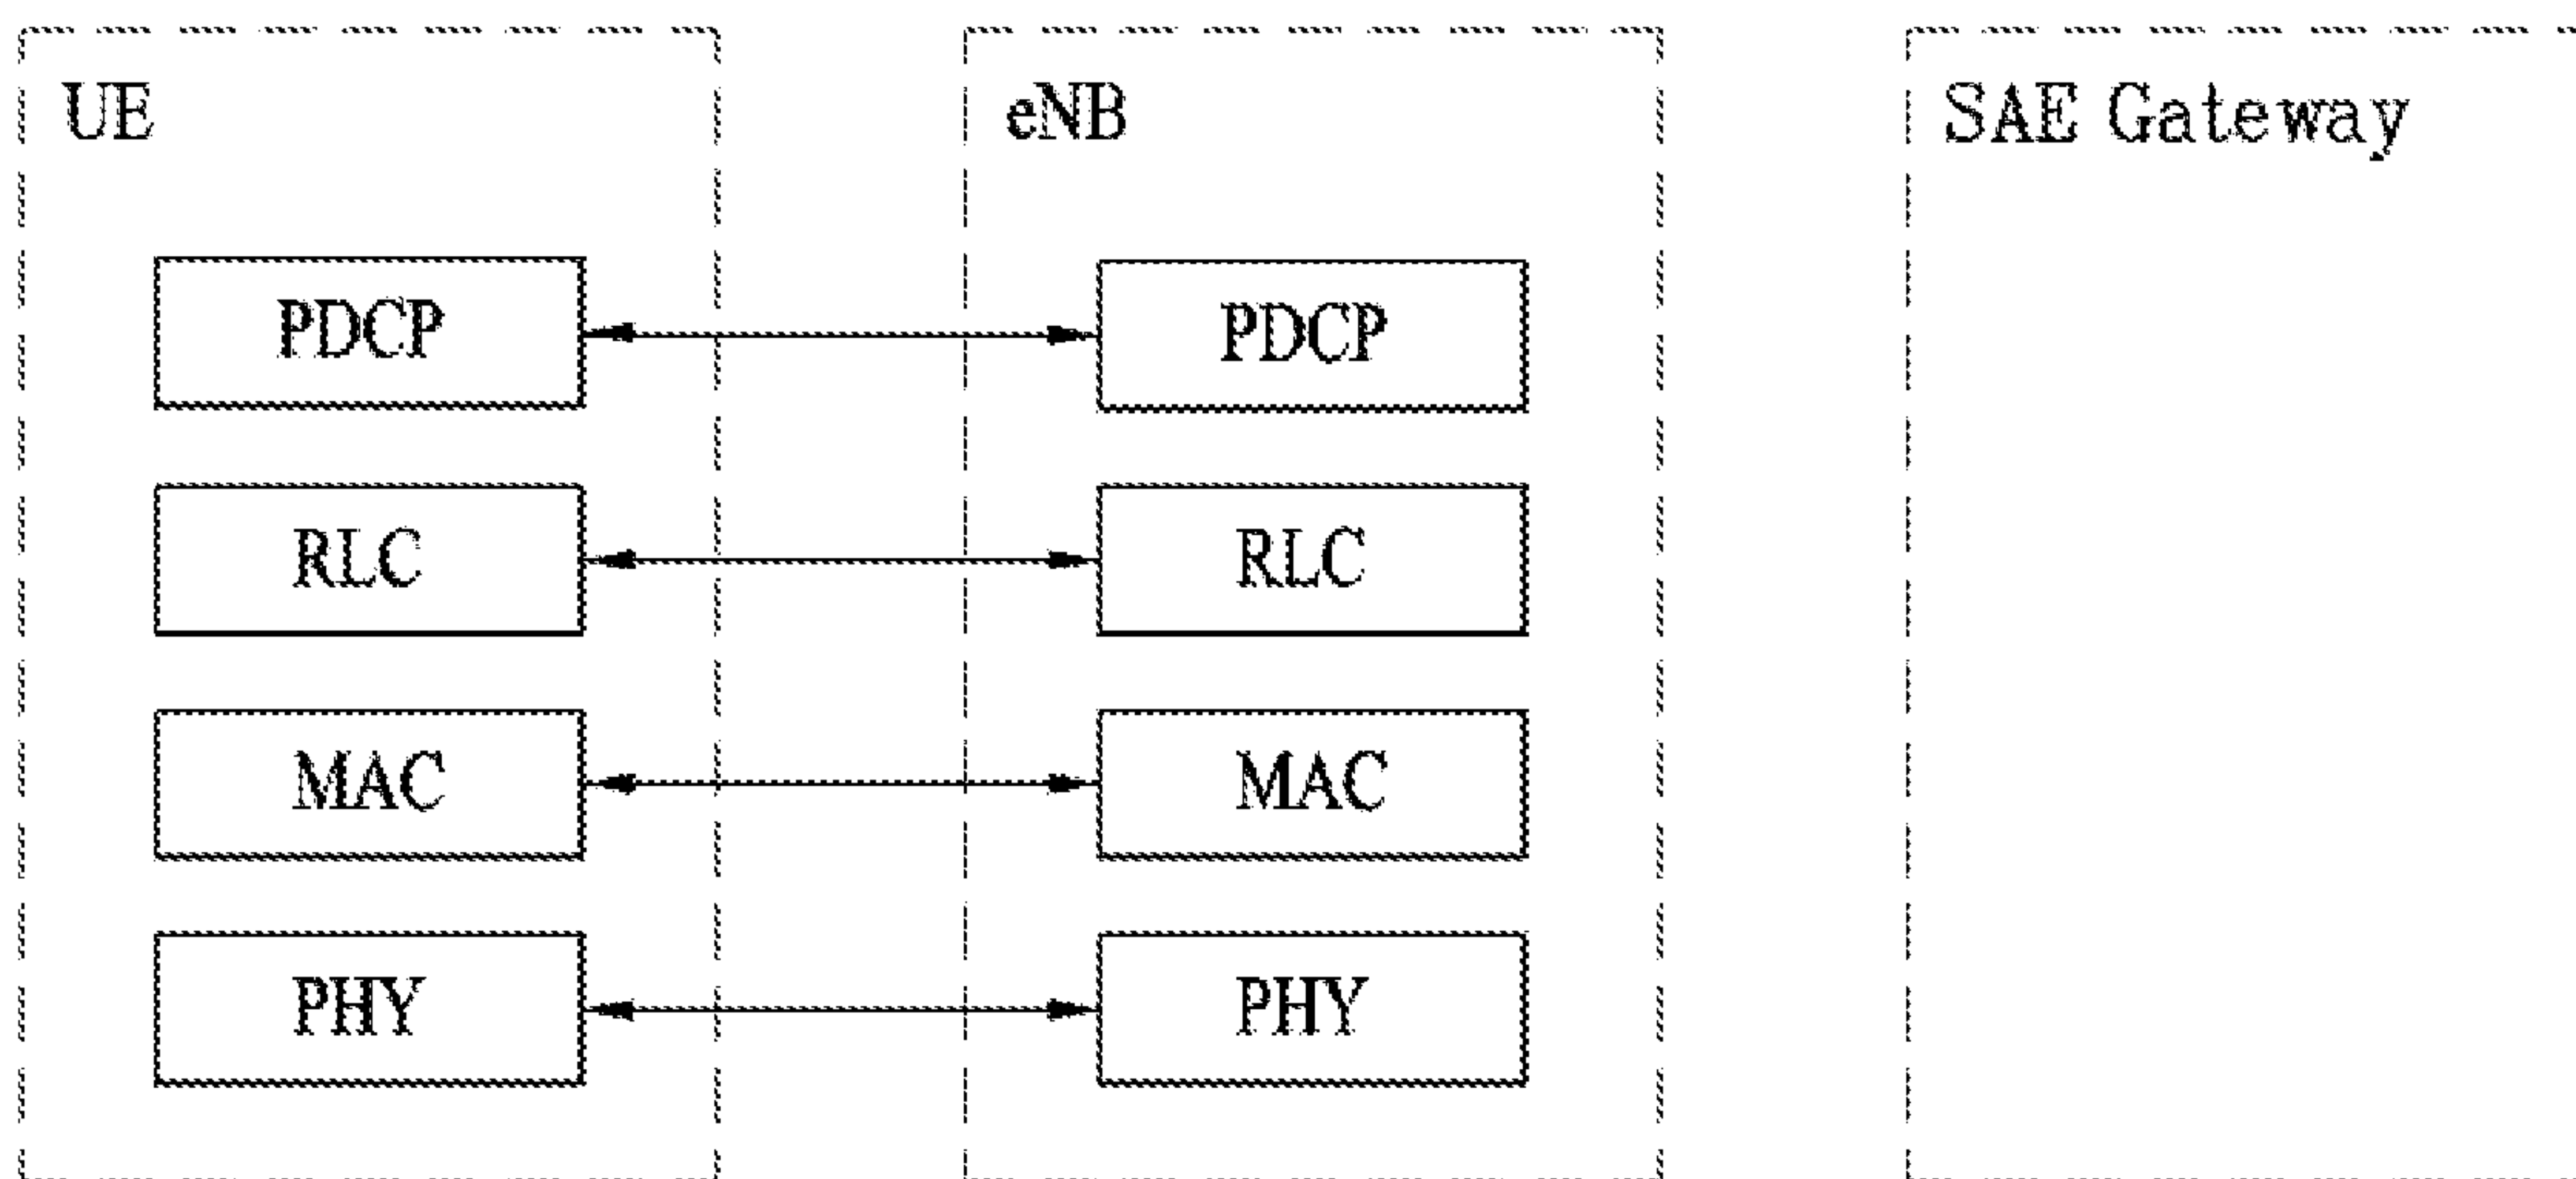 UE
eNB
SAE Gateway
PDCP
PDCP
RLC
RLC
MAC
MAC
PHY
PHY